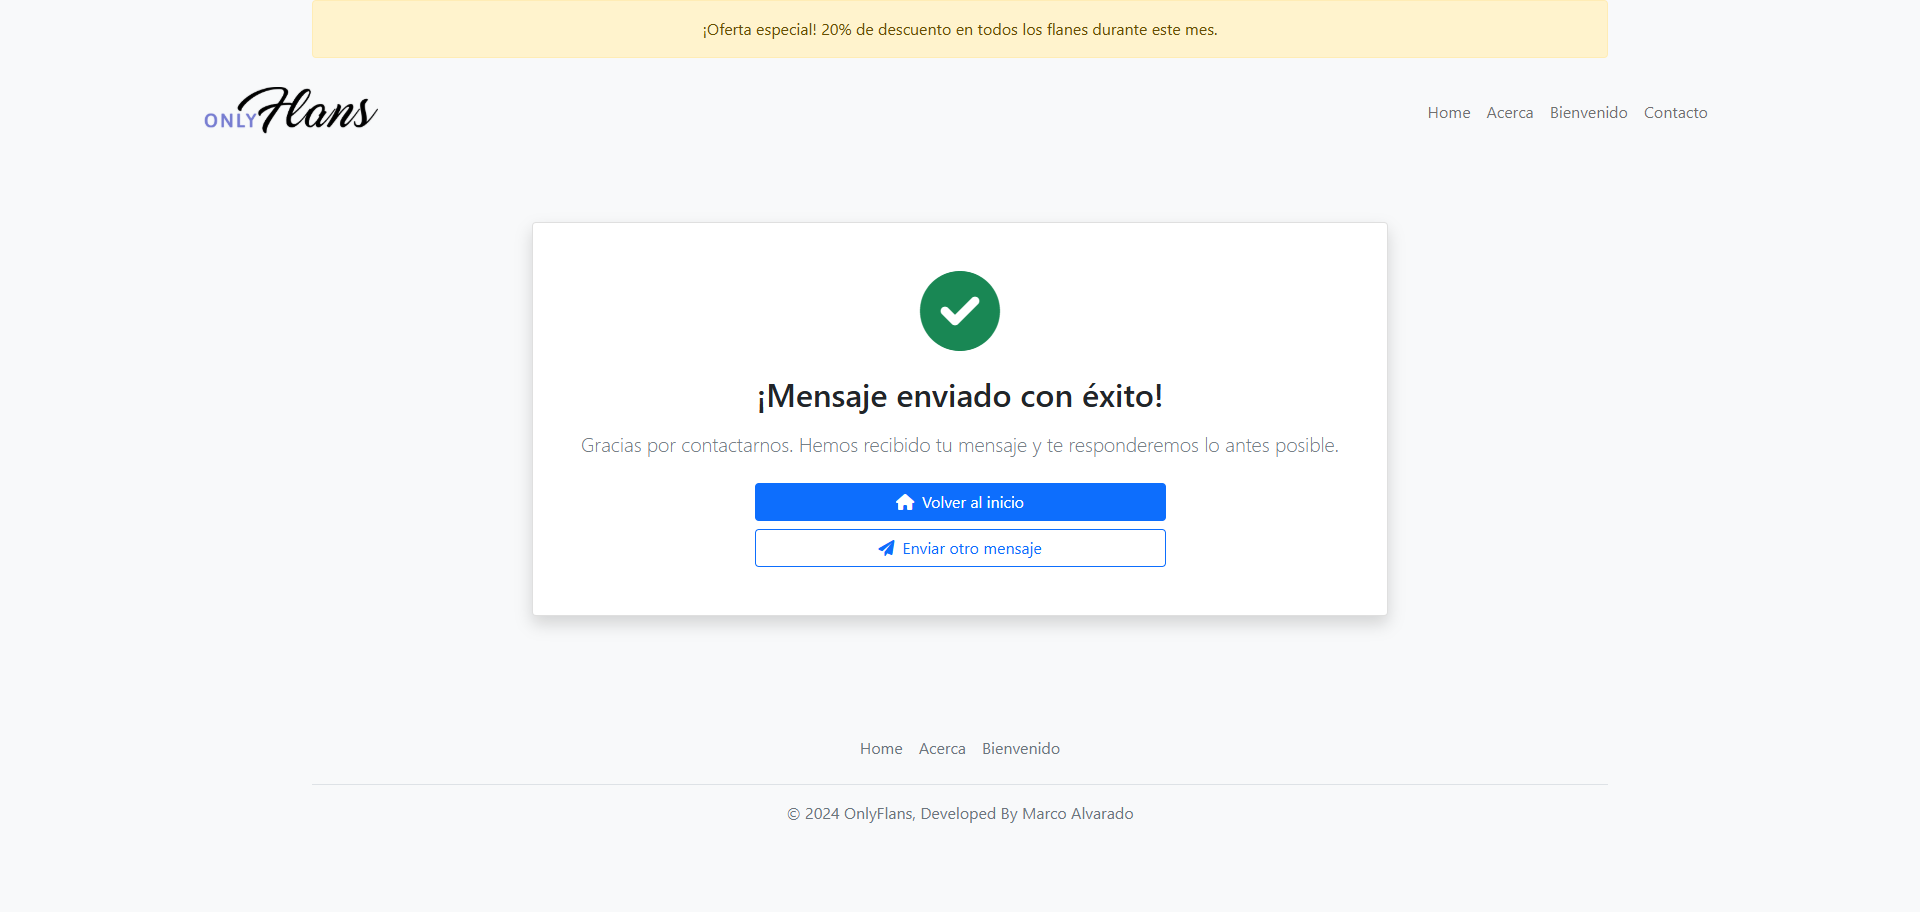 ¡Oferta especial! 20% de descuento en todos los flanes durante este mes.
ONLY Flans
Home Acerca Bienvenido Contacto
¡Mensaje enviado con éxito!
Gracias por contactarnos. Hemos recibido tu mensaje y te responderemos lo antes posible.
Volver al inicio
Enviar otro mensaje
Home Acerca Bienvenido
© 2024 OnlyFlans, Developed By Marco Alvarado